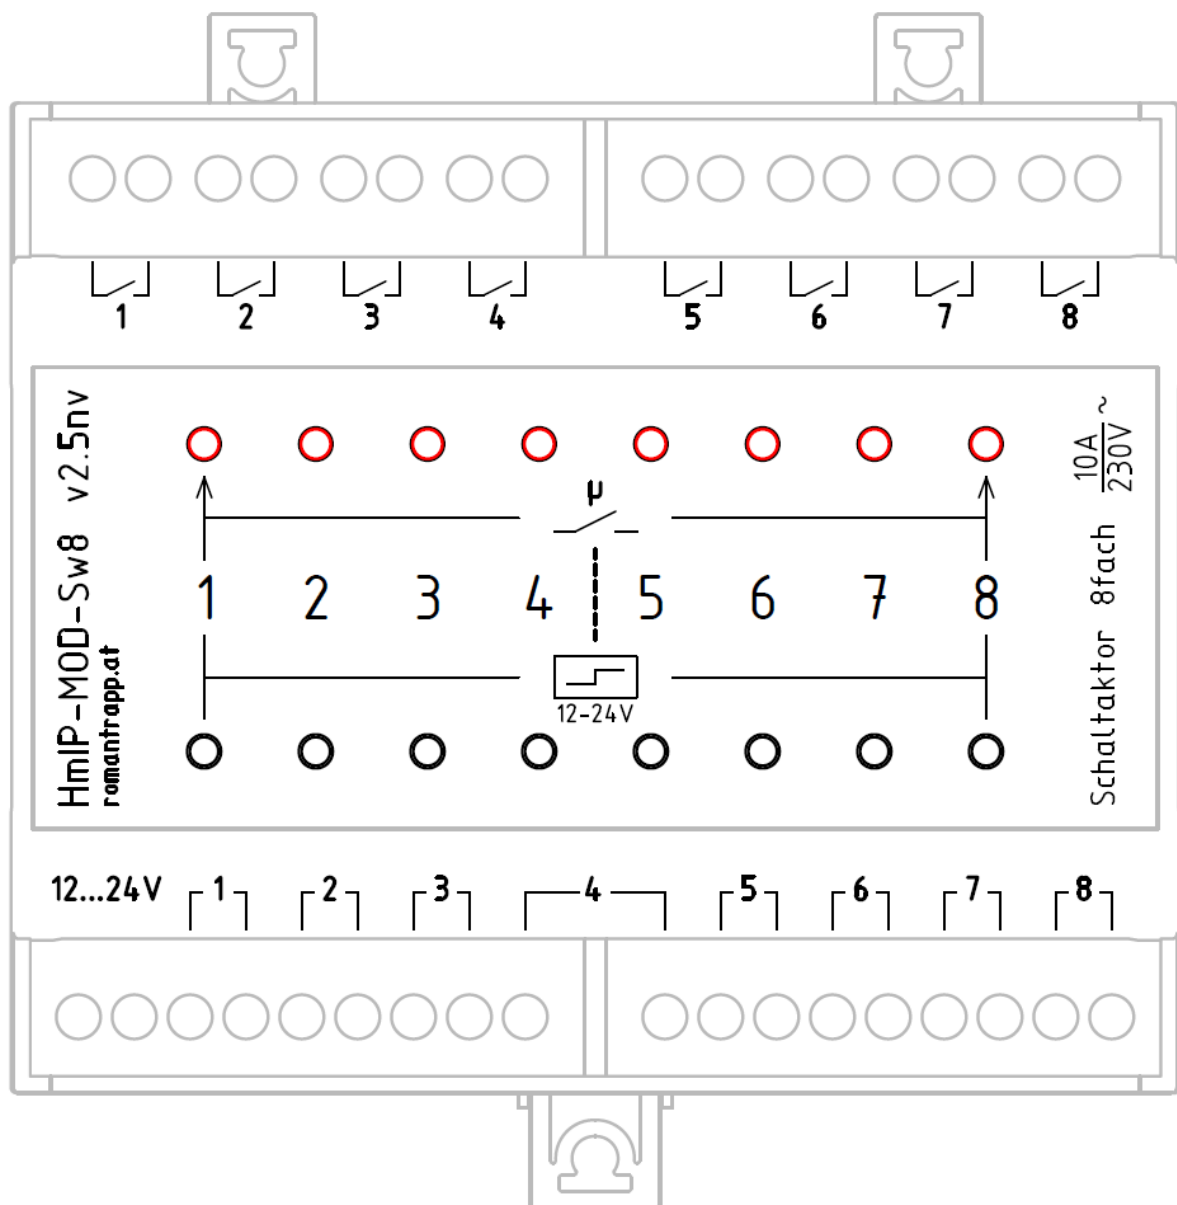 1 2 3 4 5 6 7 8
HmIP-MOD-Sw8 v2.5nv
romantrapp.at
µ
1 2 3 4 5 6 7 8
12-24V
10A ~
230V
Schaltaktor 8fach
12...24V 1 2 3 4 5 6 7 8